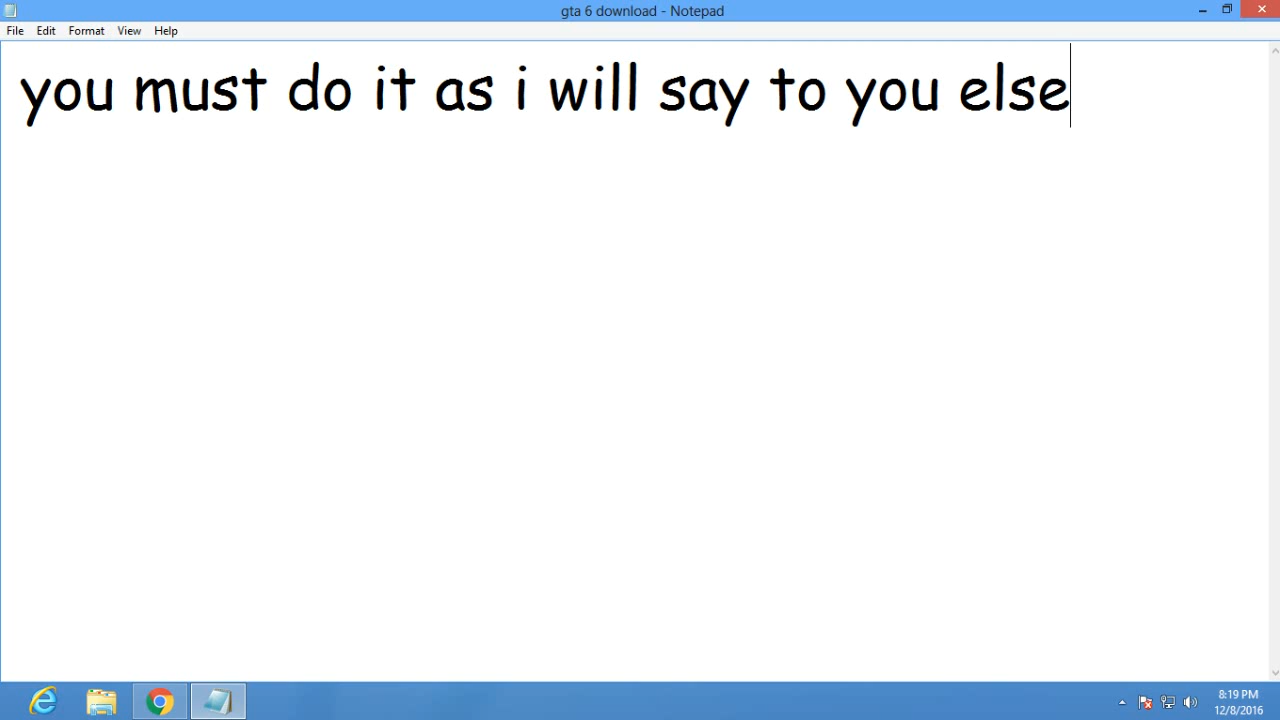 gta 6 download - Notepad
File Edit Format View Help
you must do it as i will say to you else
8:19 PM
12/8/2016